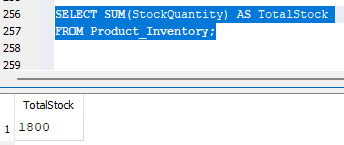 256 SELECT SUM(StockQuantity) AS TotalStock
257 FROM Product_Inventory;
258
259
TotalStock
1 1800